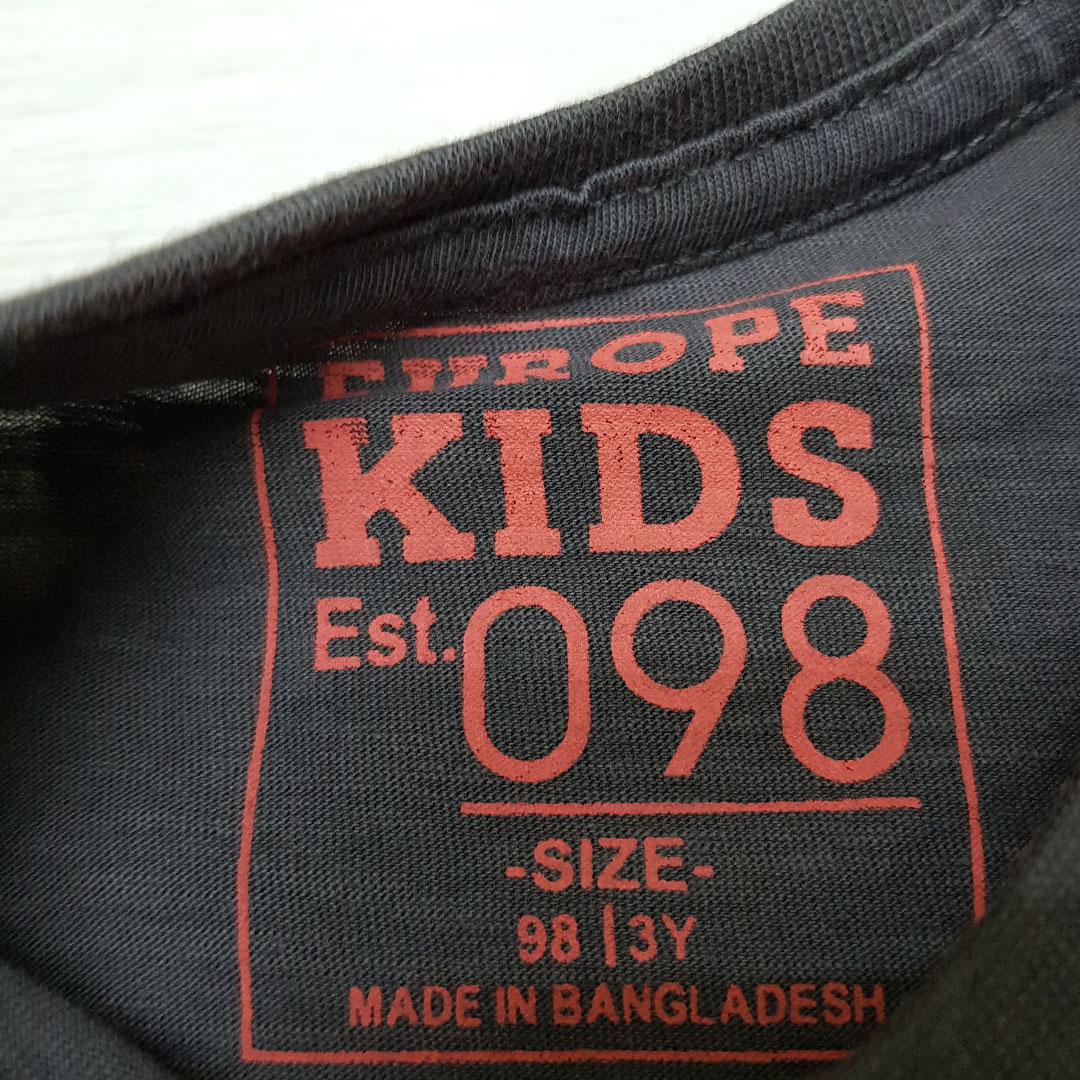 EUROPE
KIDS
Est.098
-SIZE-
98 | 3Y
MADE IN BANGLADESH